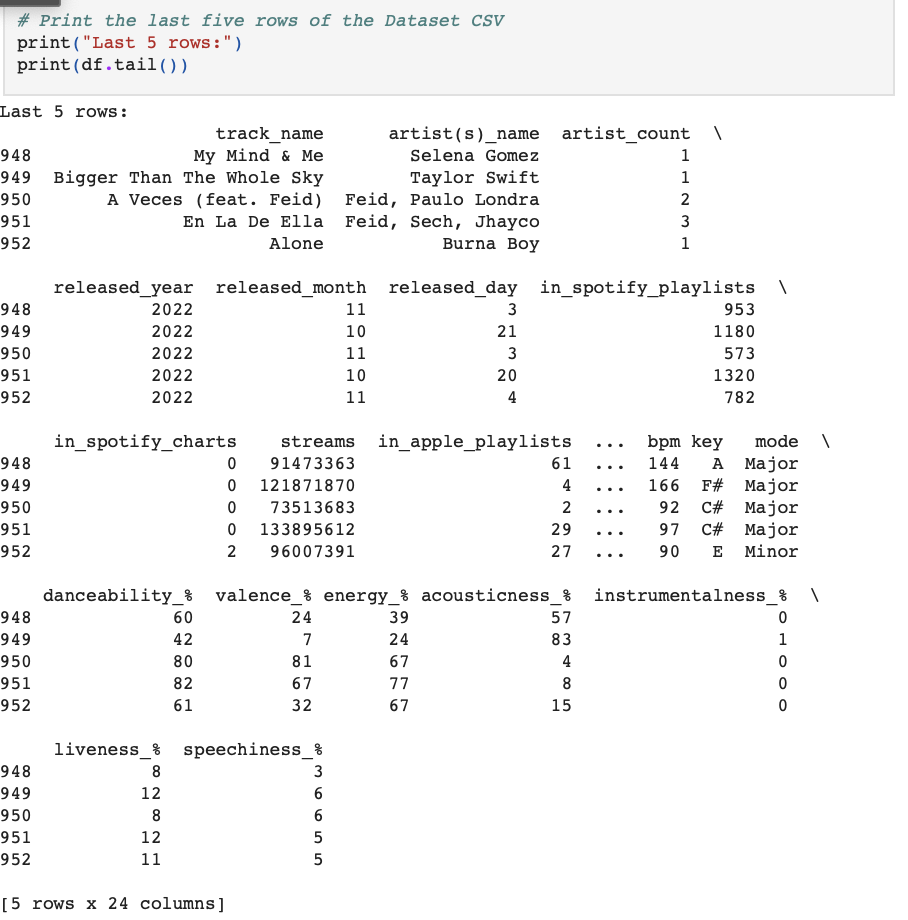 # Print the last five rows of the Dataset CSV
print("Last 5 rows:")
print(df.tail())
Last 5 rows:
                    track_name      artist(s)_name  artist_count  \
948               My Mind & Me        Selena Gomez             1
949  Bigger Than The Whole Sky        Taylor Swift             1
950       A Veces (feat. Feid)  Feid, Paulo Londra             2
951              En La De Ella  Feid, Sech, Jhayco             3
952                      Alone           Burna Boy             1

     released_year  released_month  released_day  in_spotify_playlists  \
948           2022              11             3                   953
949           2022              10            21                  1180
950           2022              11             3                   573
951           2022              10            20                  1320
952           2022              11             4                   782

     in_spotify_charts    streams  in_apple_playlists  ...  bpm key   mode  \
948                  0   91473363                  61  ...  144   A  Major
949                  0  121871870                   4  ...  166  F#  Major
950                  0   73513683                   2  ...   92  C#  Major
951                  0  133895612                  29  ...   97  C#  Major
952                  2   96007391                  27  ...   90   E  Minor

    danceability_%  valence_% energy_% acousticness_%  instrumentalness_%  \
948             60         24       39             57                   0
949             42          7       24             83                   1
950             80         81       67              4                   0
951             82         67       77              8                   0
952             61         32       67             15                   0

     liveness_%  speechiness_%
948           8              3
949          12              6
950           8              6
951          12              5
952          11              5

[5 rows x 24 columns]